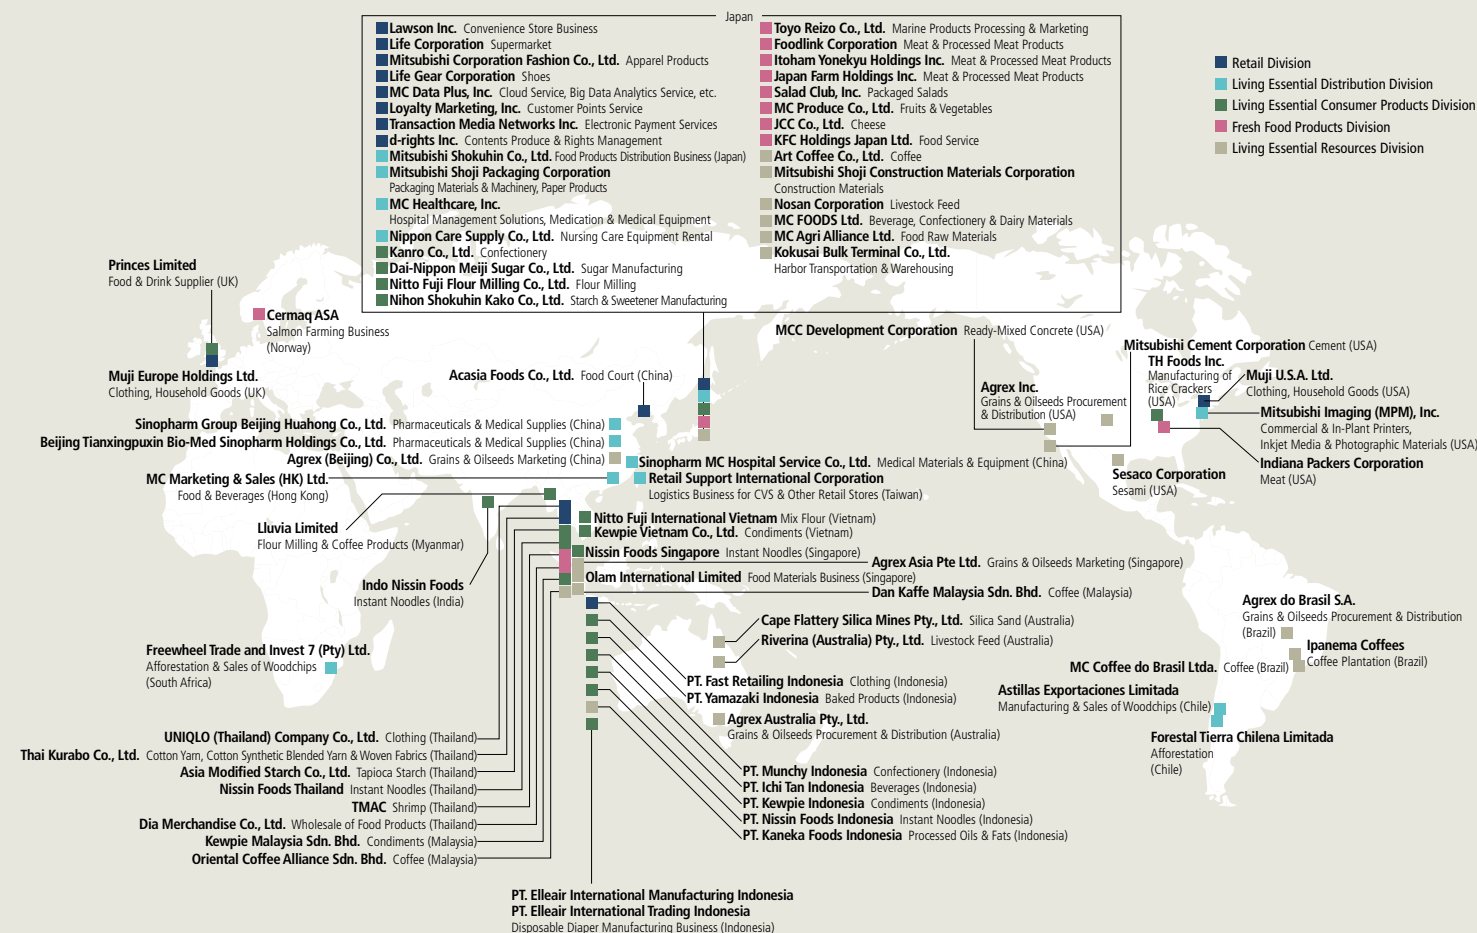 Japan
Lawson Inc. Convenience Store Business
Life Corporation Supermarket
Mitsubishi Corporation Fashion Co., Ltd. Apparel Products
Life Gear Corporation Shoes
MC Data Plus, Inc. Cloud Service, Big Data Analytics Service, etc.
Loyalty Marketing, Inc. Customer Points Service
Transaction Media Networks Inc. Electronic Payment Services
d-rights Inc. Contents Produce & Rights Management
Mitsubishi Shokuhin Co., Ltd. Food Products Distribution Business (Japan)
Mitsubishi Shoji Packaging Corporation
Packaging Materials & Machinery, Paper Products
MC Healthcare, Inc.
Hospital Management Solutions, Medication & Medical Equipment
Nippon Care Supply Co., Ltd. Nursing Care Equipment Rental
Kanro Co., Ltd. Confectionery
Dai-Nippon Meiji Sugar Co., Ltd. Sugar Manufacturing
Nitto Fuji Flour Milling Co., Ltd. Flour Milling
Nihon Shokuhin Kako Co., Ltd. Starch & Sweetener Manufacturing
Toyo Reizo Co., Ltd. Marine Products Processing & Marketing
Foodlink Corporation Meat & Processed Meat Products
Itoham Yonekyu Holdings Inc. Meat & Processed Meat Products
Japan Farm Holdings Inc. Meat & Processed Meat Products
Salad Club, Inc. Packaged Salads
MC Produce Co., Ltd. Fruits & Vegetables
JCC Co., Ltd. Cheese
KFC Holdings Japan Ltd. Food Service
Art Coffee Co., Ltd. Coffee
Mitsubishi Shoji Construction Materials Corporation
Construction Materials
Nosan Corporation Livestock Feed
MC FOODS Ltd. Beverage, Confectionery & Dairy Materials
MC Agri Alliance Ltd. Food Raw Materials
Kokusai Bulk Terminal Co., Ltd.
Harbor Transportation & Warehousing
Retail Division
Living Essential Distribution Division
Living Essential Consumer Products Division
Fresh Food Products Division
Living Essential Resources Division
Princes Limited
Food & Drink Supplier (UK)
Cermaq ASA
Salmon Farming Business
(Norway)
Muji Europe Holdings Ltd.
Clothing, Household Goods (UK)
Acasia Foods Co., Ltd. Food Court (China)
Sinopharm Group Beijing Huahong Co., Ltd. Pharmaceuticals & Medical Supplies (China)
Beijing Tianxingpuxin Bio-Med Sinopharm Holdings Co., Ltd. Pharmaceuticals & Medical Supplies (China)
Agrex (Beijing) Co., Ltd. Grains & Oilseeds Marketing (China)
Sinopharm MC Hospital Service Co., Ltd. Medical Materials & Equipment (China)
MC Marketing & Sales (HK) Ltd.
Food & Beverages (Hong Kong)
Retail Support International Corporation
Logistics Business for CVS & Other Retail Stores (Taiwan)
Lluvia Limited
Flour Milling & Coffee Products (Myanmar)
Indo Nissin Foods
Instant Noodles (India)
Nitto Fuji International Vietnam Mix Flour (Vietnam)
Kewpie Vietnam Co., Ltd. Condiments (Vietnam)
Nissin Foods Singapore Instant Noodles (Singapore)
Agrex Asia Pte Ltd. Grains & Oilseeds Marketing (Singapore)
Olam International Limited Food Materials Business (Singapore)
Dan Kaffe Malaysia Sdn. Bhd. Coffee (Malaysia)
MCC Development Corporation Ready-Mixed Concrete (USA)
Mitsubishi Cement Corporation Cement (USA)
TH Foods Inc.
Manufacturing of
Rice Crackers
(USA)
Muji U.S.A. Ltd.
Clothing, Household Goods (USA)
Agrex Inc.
Grains & Oilseeds Procurement
& Distribution (USA)
Mitsubishi Imaging (MPM), Inc.
Commercial & In-Plant Printers,
Inkjet Media & Photographic Materials (USA)
Indiana Packers Corporation
Meat (USA)
Sesaco Corporation
Sesami (USA)
Freewheel Trade and Invest 7 (Pty) Ltd.
Afforestation & Sales of Woodchips
(South Africa)
Cape Flattery Silica Mines Pty., Ltd. Silica Sand (Australia)
Riverina (Australia) Pty., Ltd. Livestock Feed (Australia)
PT. Fast Retailing Indonesia Clothing (Indonesia)
PT. Yamazaki Indonesia Baked Products (Indonesia)
Agrex Australia Pty., Ltd.
Grains & Oilseeds Procurement & Distribution (Australia)
Agrex do Brasil S.A.
Grains & Oilseeds Procurement & Distribution
(Brazil)
Ipanema Coffees
Coffee Plantation (Brazil)
MC Coffee do Brasil Ltda. Coffee (Brazil)
Astillas Exportaciones Limitada
Manufacturing & Sales of Woodchips (Chile)
Forestal Tierra Chilena Limitada
Afforestation
(Chile)
UNIQLO (Thailand) Company Co., Ltd. Clothing (Thailand)
Thai Kurabo Co., Ltd. Cotton Yarn, Cotton Synthetic Blended Yarn & Woven Fabrics (Thailand)
Asia Modified Starch Co., Ltd. Tapioca Starch (Thailand)
Nissin Foods Thailand Instant Noodles (Thailand)
TMAC Shrimp (Thailand)
Dia Merchandise Co., Ltd. Wholesale of Food Products (Thailand)
Kewpie Malaysia Sdn. Bhd. Condiments (Malaysia)
Oriental Coffee Alliance Sdn. Bhd. Coffee (Malaysia)
PT. Munchy Indonesia Confectionery (Indonesia)
PT. Ichi Tan Indonesia Beverages (Indonesia)
PT. Kewpie Indonesia Condiments (Indonesia)
PT. Nissin Foods Indonesia Instant Noodles (Indonesia)
PT. Kaneka Foods Indonesia Processed Oils & Fats (Indonesia)
PT. Elleair International Manufacturing Indonesia
PT. Elleair International Trading Indonesia
Disposable Diaper Manufacturing Business (Indonesia)